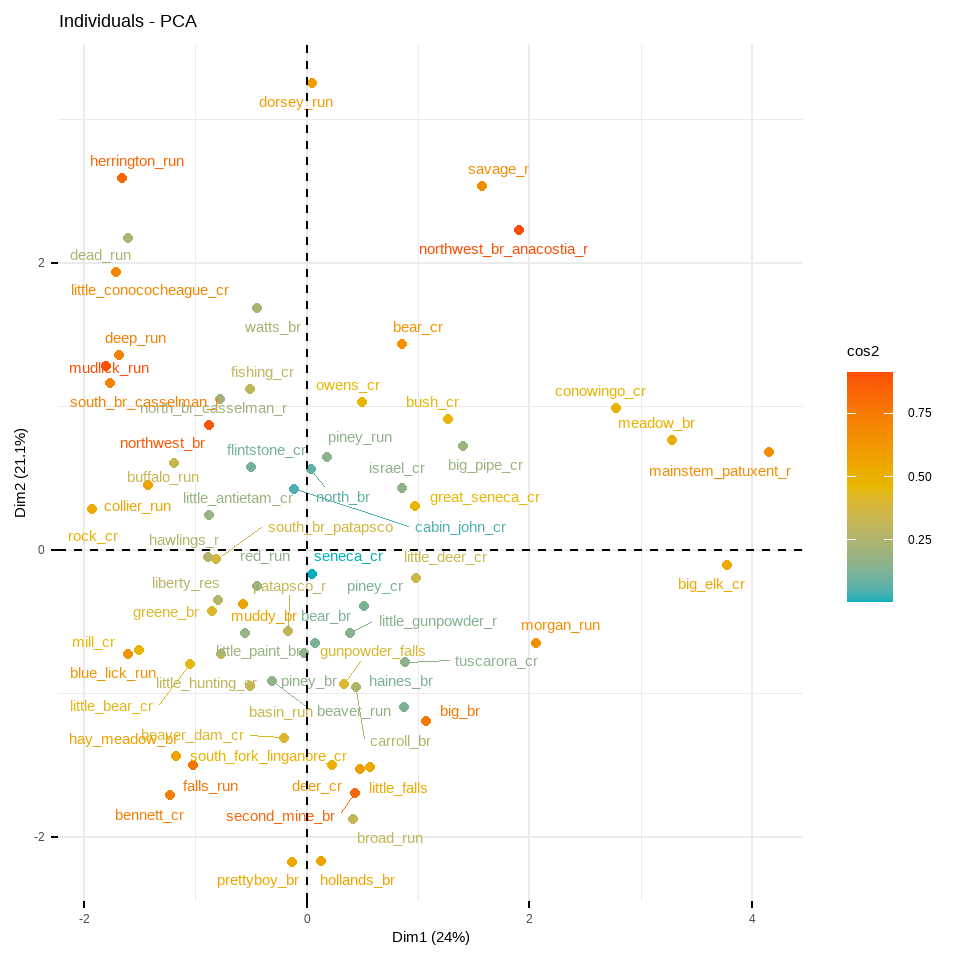 Individuals - PCA
dorsey_run
herrington_run
savage_r
northwest_br_anacostia_r
dead_run
little_conococheague_cr
watts_br
deep_run
bear_cr
mudlick_run
fishing_cr
owens_cr
conowingo_cr
south_br_casselman_r
north_br_casselman_r
bush_cr
meadow_br
northwest_br
piney_run
flintstone_cr
big_pipe_cr
israel_cr
mainstem_patuxent_r
buffalo_run
little_antietam_cr
north_br
great_seneca_cr
collier_run
south_br_patapsco
cabin_john_cr
rock_cr
hawlings_r
red_run
seneca_cr
little_deer_cr
liberty_res
patapsco_r
piney_cr
big_elk_cr
greene_br
muddy_br
bear_br
little_gunpowder_r
morgan_run
mill_cr
little_paint_br
gunpowder_falls
tuscarora_cr
blue_lick_run
little_hunting_cr
piney_br
haines_br
little_bear_cr
basin_run
beaver_run
big_br
hay_meadow_br
beaver_dam_cr
carroll_br
south_fork_linganore_cr
falls_run
deer_cr
little_falls
bennett_cr
second_mine_br
broad_run
prettyboy_br
hollands_br
2
0
-2
-2
0
2
4
Dim1 (24%)
Dim2 (21.1%)
cos2
0.75
0.50
0.25